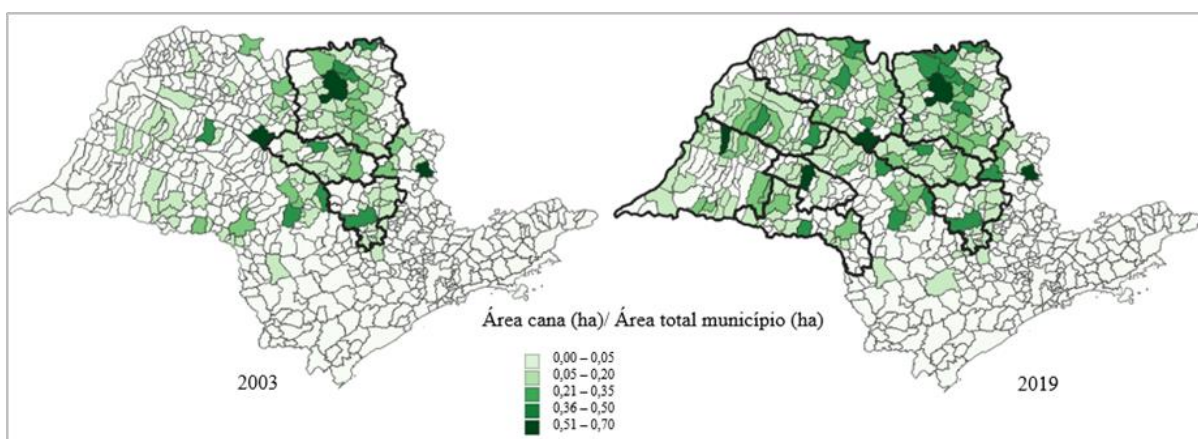 Área cana (ha)/ Área total município (ha)
0,00 – 0,05
0,05 – 0,20
0,21 – 0,35
0,36 – 0,50
0,51 – 0,70
2003
2019